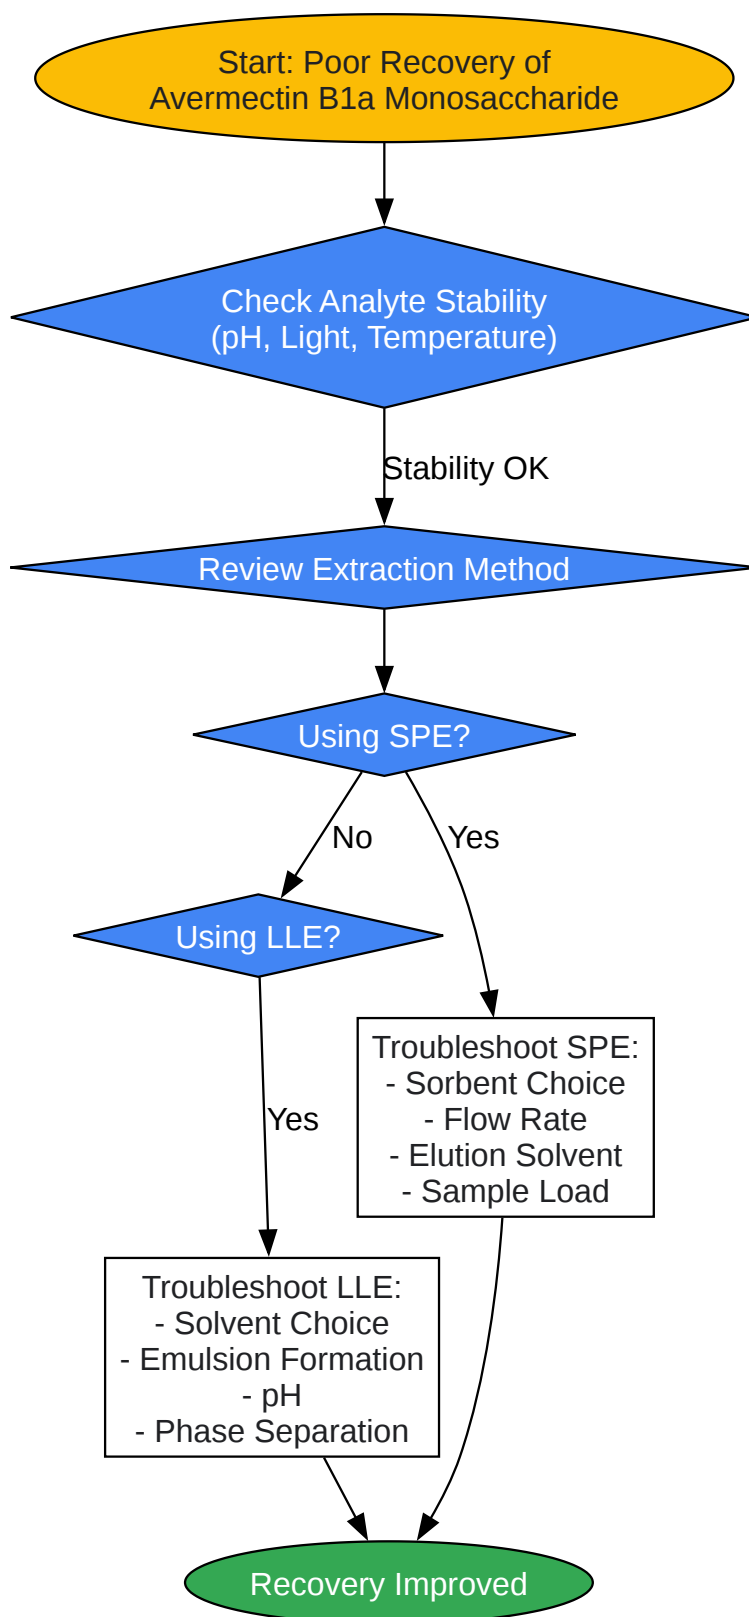 Start: Poor Recovery of
Avermectin B1a Monosaccharide
Check Analyte Stability
(pH, Light, Temperature)
Stability OK
Review Extraction Method
Using SPE?
No
Yes
Using LLE?
Troubleshoot SPE:
- Sorbent Choice
- Flow Rate
- Elution Solvent
- Sample Load
Yes
Troubleshoot LLE:
- Solvent Choice
- Emulsion Formation
- pH
- Phase Separation
Recovery Improved